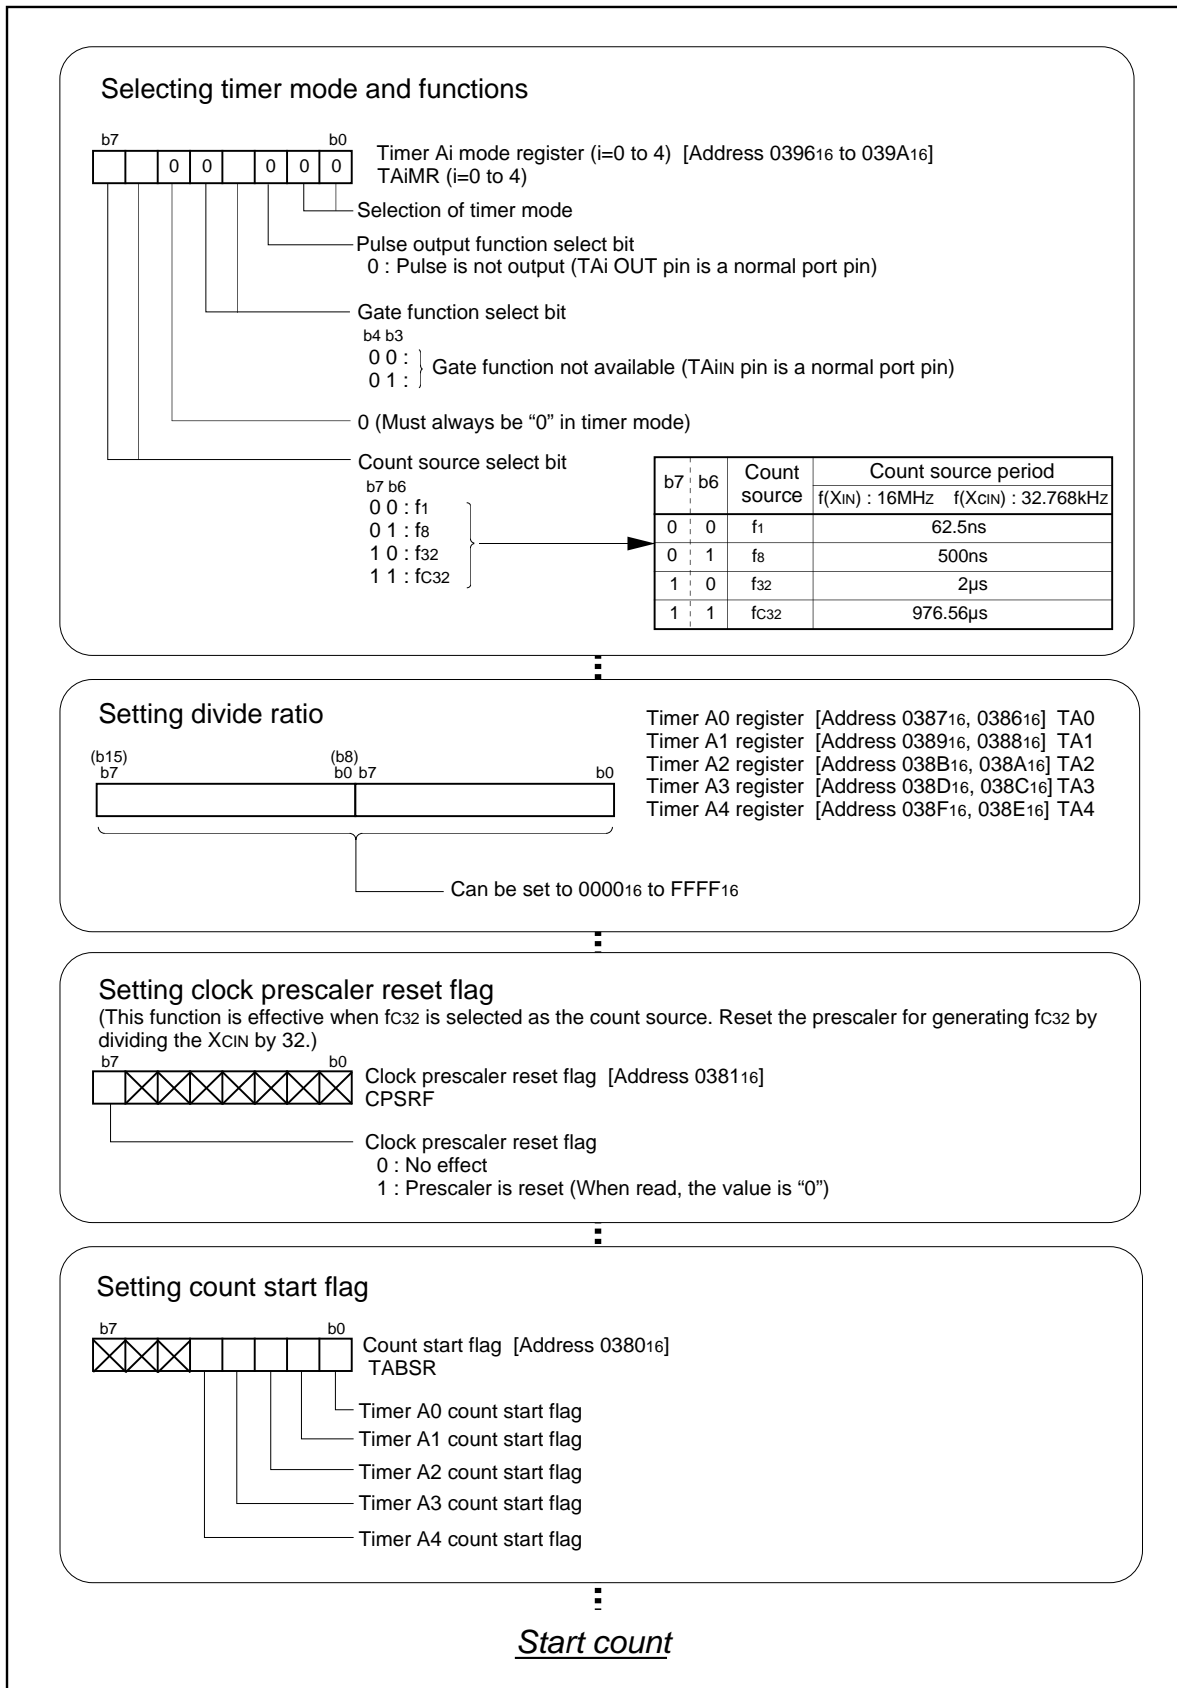 Selecting timer mode and functions
b7 b0
0 0 0 0 0
Timer Ai mode register (i=0 to 4) [Address 039616 to 039A16]
TAiMR (i=0 to 4)
Selection of timer mode
Pulse output function select bit
0 : Pulse is not output (TAi OUT pin is a normal port pin)
Gate function select bit
b4 b3
0 0 :
0 1 :
Gate function not available (TAiIN pin is a normal port pin)
0 (Must always be “0” in timer mode)
Count source select bit
b7 b6
0 0 : f1
0 1 : f8
1 0 : f32
1 1 : fC32
b7 b6 Count source Count source period
f(XIN) : 16MHz f(XcIN) : 32.768kHz
0 0 f1 62.5ns
0 1 f8 500ns
1 0 f32 2µs
1 1 fC32 976.56µs
Setting divide ratio
(b15) (b8)
b7 b0 b7 b0
Timer A0 register [Address 038716, 038616] TA0
Timer A1 register [Address 038916, 038816] TA1
Timer A2 register [Address 038B16, 038A16] TA2
Timer A3 register [Address 038D16, 038C16] TA3
Timer A4 register [Address 038F16, 038E16] TA4
Can be set to 000016 to FFFF16
Setting clock prescaler reset flag
(This function is effective when fC32 is selected as the count source. Reset the prescaler for generating fC32 by
dividing the XCIN by 32.)
b7 b0
Clock prescaler reset flag [Address 038116]
CPSRF
Clock prescaler reset flag
0 : No effect
1 : Prescaler is reset (When read, the value is “0”)
Setting count start flag
b7 b0
Count start flag [Address 038016]
TABSR
Timer A0 count start flag
Timer A1 count start flag
Timer A2 count start flag
Timer A3 count start flag
Timer A4 count start flag
Start count